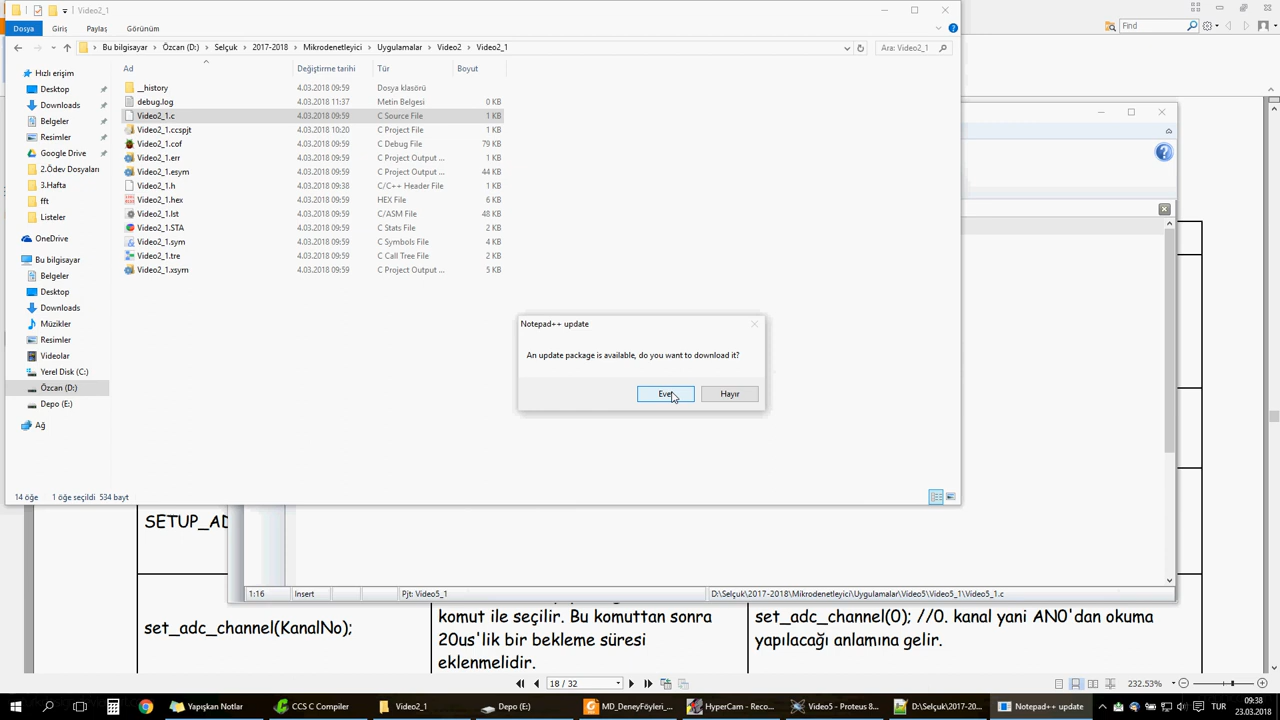 Video2_1
Find
Dosya
Giriş
Paylaş
Görünüm
Bu bilgisayar
Özcan (D:)
Selçuk
2017-2018
Mikrodenetleyici
Uygulamalar
Video2
Video2_1
Ara: Video2_1
Ad
Değiştirme tarihi
Tür
Boyut
Hızlı erişim
Desktop
Downloads
Belgeler
Resimler
Google Drive
2.Ödev Dosyaları
3.Hafta
fft
Listeler
OneDrive
Bu bilgisayar
Belgeler
Desktop
Downloads
Müzikler
Resimler
Videolar
Yerel Disk (C:)
Özcan (D:)
Depo (E:)
Ağ
__history 4.03.2018 09:59 Dosya klasörü
debug.log 4.03.2018 11:37 Metin Belgesi 0 KB
Video2_1.c 4.03.2018 09:59 C Source File 1 KB
Video2_1.ccspjt 4.03.2018 10:20 C Project File 1 KB
Video2_1.cof 4.03.2018 09:59 C Debug File 79 KB
Video2_1.err 4.03.2018 09:59 C Project Output ... 1 KB
Video2_1.esym 4.03.2018 09:59 C Project Output ... 44 KB
Video2_1.h 4.03.2018 09:38 C/C++ Header File 1 KB
Video2_1.hex 4.03.2018 09:59 HEX File 6 KB
Video2_1.lst 4.03.2018 09:59 C/ASM File 48 KB
Video2_1.STA 4.03.2018 09:59 C Stats File 1 KB
Video2_1.sym 4.03.2018 09:59 C Symbols File 4 KB
Video2_1.tre 4.03.2018 09:59 C Call Tree File 2 KB
Video2_1.xsym 4.03.2018 09:59 C Project Output ... 5 KB
Notepad++ update
An update package is available, do you want to download it?
Evet
Hayır
14 öğe 1 öğe seçildi 534 bayt
SETUP_AD
1:16 Insert Pjt: Video5_1 D:\Selçuk\2017-2018\Mikrodenetleyici\Uygulamalar\Video5\Video5_1\Video5_1.c
set_adc_channel(KanalNo);
komut ile seçilir. Bu komuttan sonra
20us'lik bir bekleme süresi
eklenmelidir.
set_adc_channel(0); //0. kanal yani AN0'dan okuma
yapılacağı anlamına gelir.
18 / 32
232.53%
Yapışkan Notlar
CCS C Compiler
Video2_1
Depo (E:)
MD_DeneyFöyleri_...
HyperCam - Reco...
Video5 - Proteus 8...
D:\Selçuk\2017-20...
Notepad++ update
TUR
09:38
23.03.2018